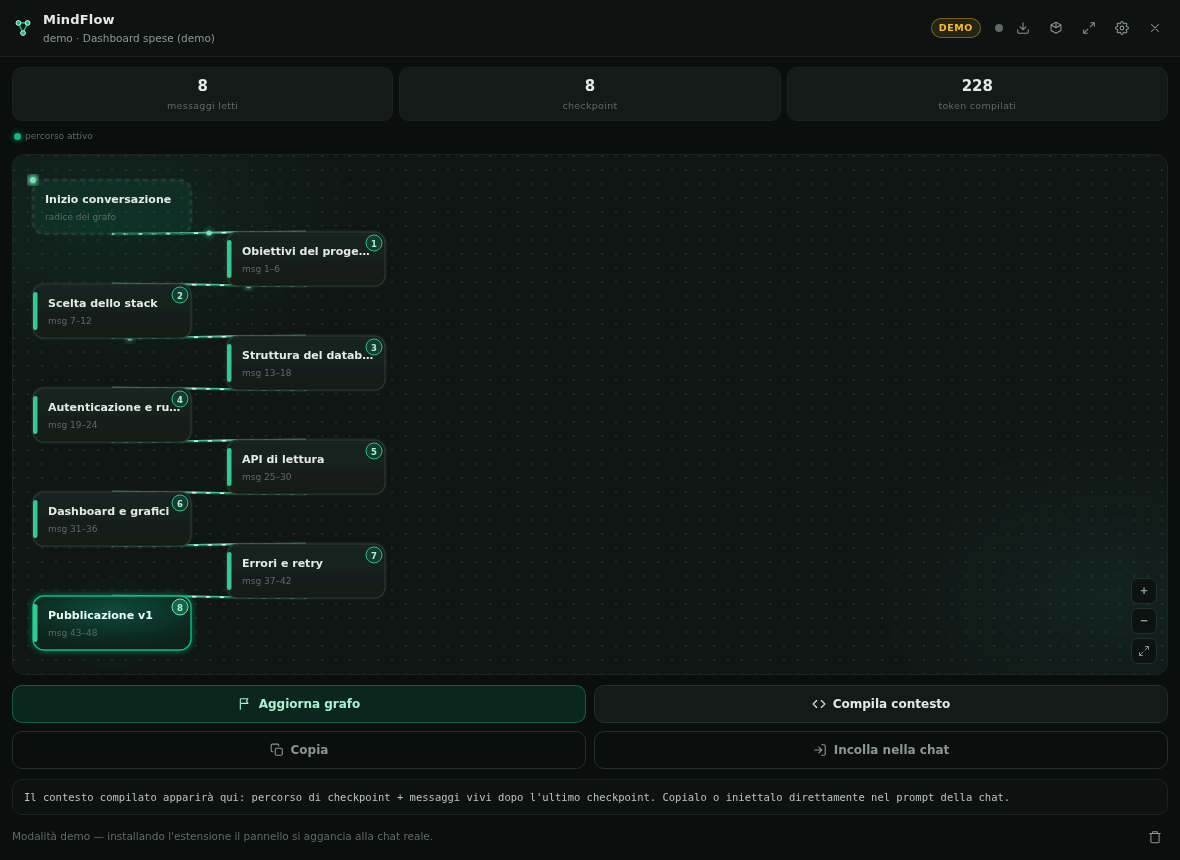 MindFlow
demo · Dashboard spese (demo)
DEMO
8
messaggi letti
8
checkpoint
228
token compilati
percorso attivo
Inizio conversazione
radice del grafo
Obiettivi del proge…
1
msg 1–6
Scelta dello stack
2
msg 7–12
Struttura del datab…
3
msg 13–18
Autenticazione e ru…
4
msg 19–24
API di lettura
5
msg 25–30
Dashboard e grafici
6
msg 31–36
Errori e retry
7
msg 37–42
Pubblicazione v1
8
msg 43–48
Aggiorna grafo
Compila contesto
Copia
Incolla nella chat
Il contesto compilato apparirà qui: percorso di checkpoint + messaggi vivi dopo l'ultimo checkpoint. Copialo o iniettalo direttamente nel prompt della chat.
Modalità demo — installando l'estensione il pannello si aggancia alla chat reale.